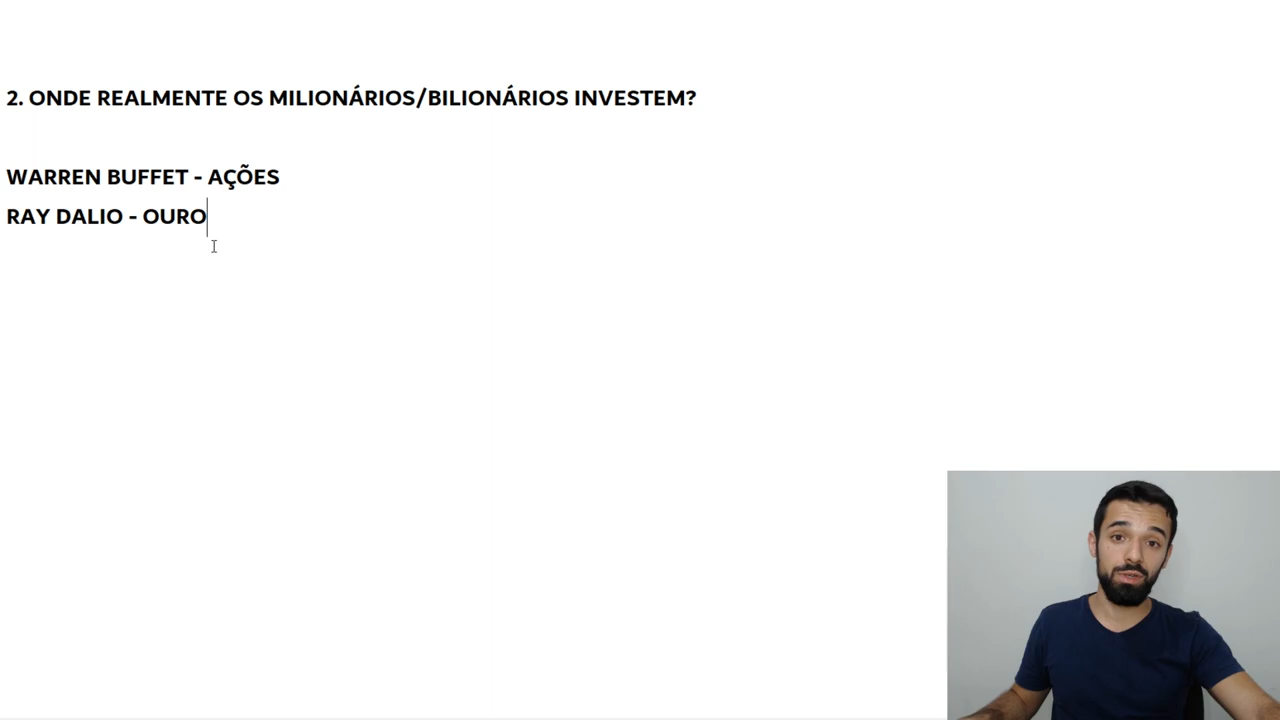 2. ONDE REALMENTE OS MILIONÁRIOS/BILIONÁRIOS INVESTEM?
WARREN BUFFET - AÇÕES
RAY DALIO - OURO